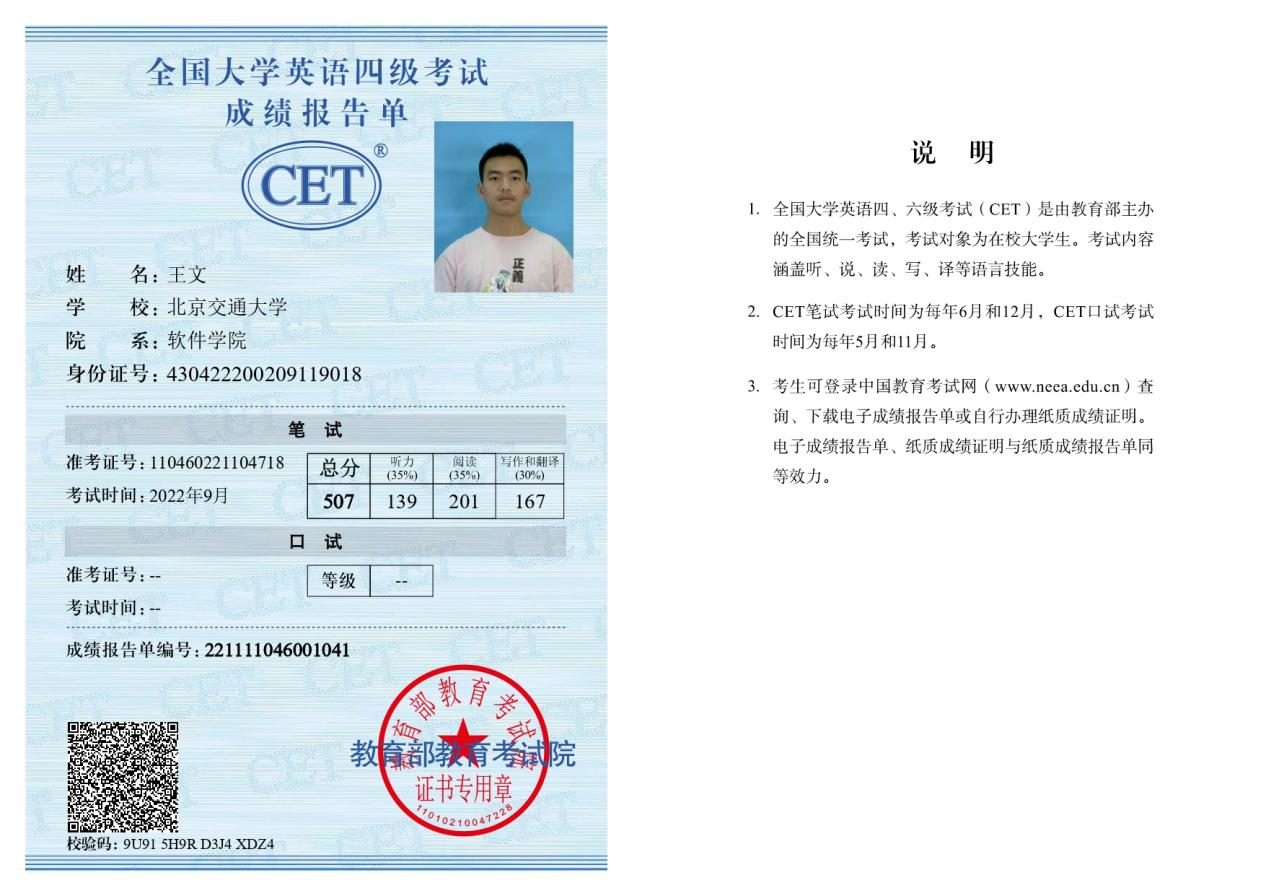 全国大学英语四级考试
成绩报告单
CET®
正義
姓 名：王文
学 校：北京交通大学
院 系：软件学院
身份证号：430422200209119018
笔 试
准考证号：110460221104718
考试时间：2022年9月
总分 听力(35%) 阅读(35%) 写作和翻译(30%)
507 139 201 167
口 试
准考证号：--
等级 --
考试时间：--
成绩报告单编号：221111046001041
教育部教育考试院
教育部教育考试院
证书专用章
11010210047228
校验码：9U91 5H9R D3J4 XDZ4
说 明
1. 全国大学英语四、六级考试（CET）是由教育部主办
的全国统一考试，考试对象为在校大学生。考试内容
涵盖听、说、读、写、译等语言技能。
2. CET笔试考试时间为每年6月和12月，CET口试考试
时间为每年5月和11月。
3. 考生可登录中国教育考试网（www.neea.edu.cn）查
询、下载电子成绩报告单或自行办理纸质成绩证明。
电子成绩报告单、纸质成绩证明与纸质成绩报告单同
等效力。